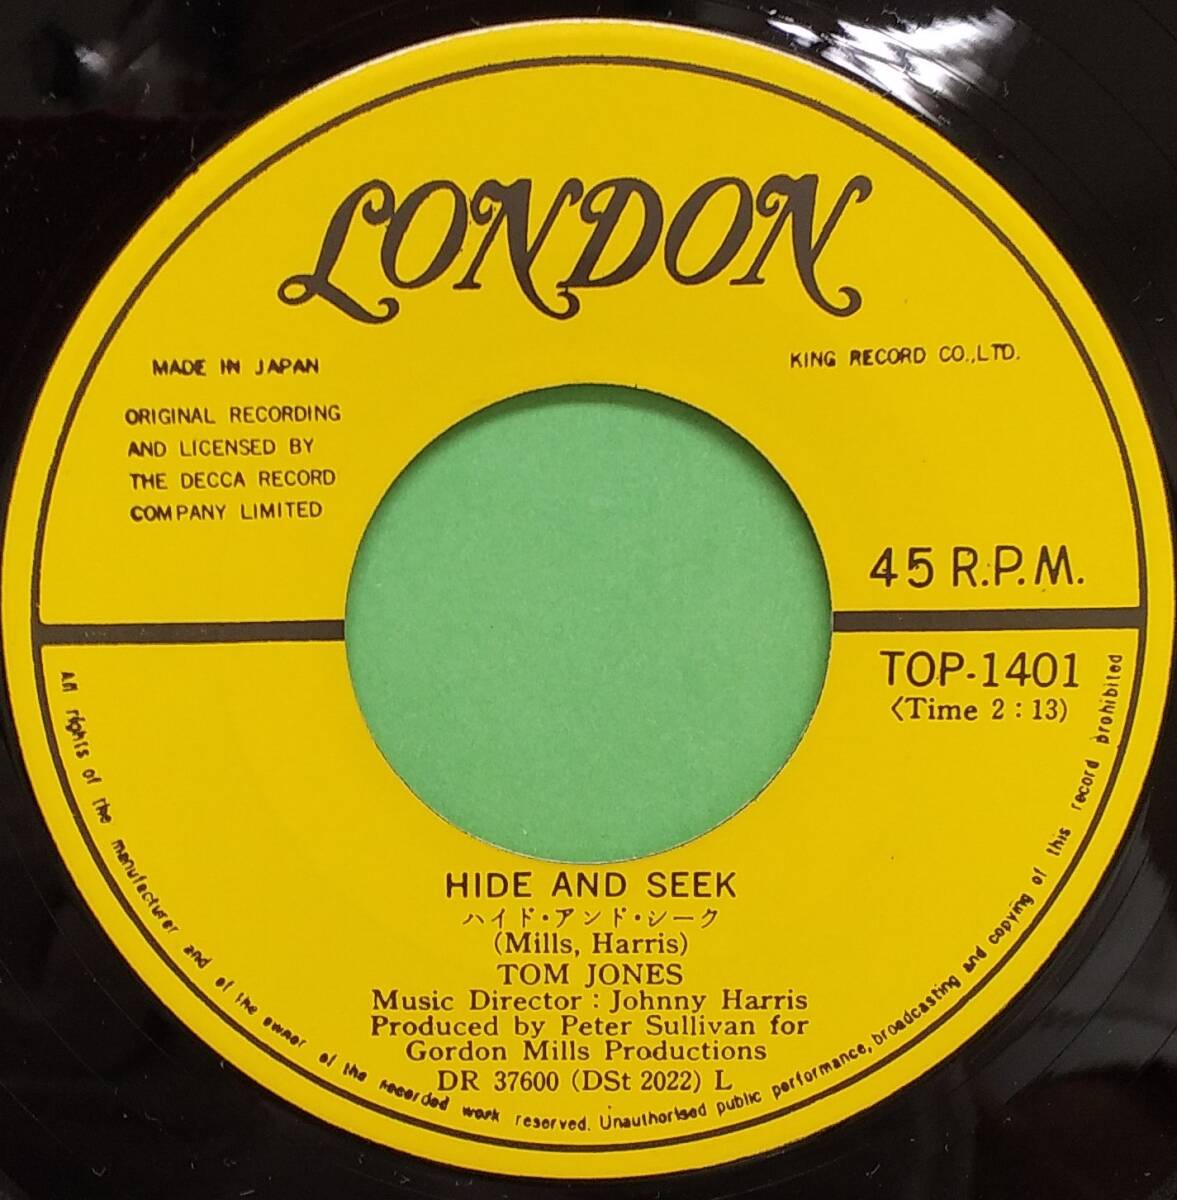 LONDON
MADE IN JAPAN
KING RECORD CO.,LTD.
ORIGINAL RECORDING
AND LICENSED BY
THE DECCA RECORD
COMPANY LIMITED
45 R.P.M.
TOP-1401
〈Time 2:13〉
HIDE AND SEEK
ハイド・アンド・シーク
(Mills, Harris)
TOM JONES
Music Director : Johnny Harris
Produced by Peter Sullivan for
Gordon Mills Productions
DR 37600 (DSt 2022) L
All rights of the manufacturer and of the owner of the recorded work reserved. Unauthorised public performance, broadcasting and copying of this record prohibited